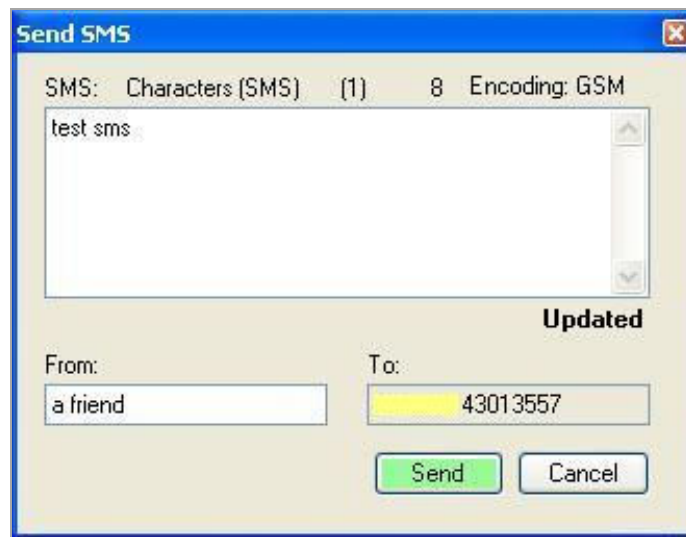 Send SMS
SMS: Characters (SMS) (1) 8 Encoding: GSM
test sms
Updated
From: To:
a friend 43013557
Send Cancel